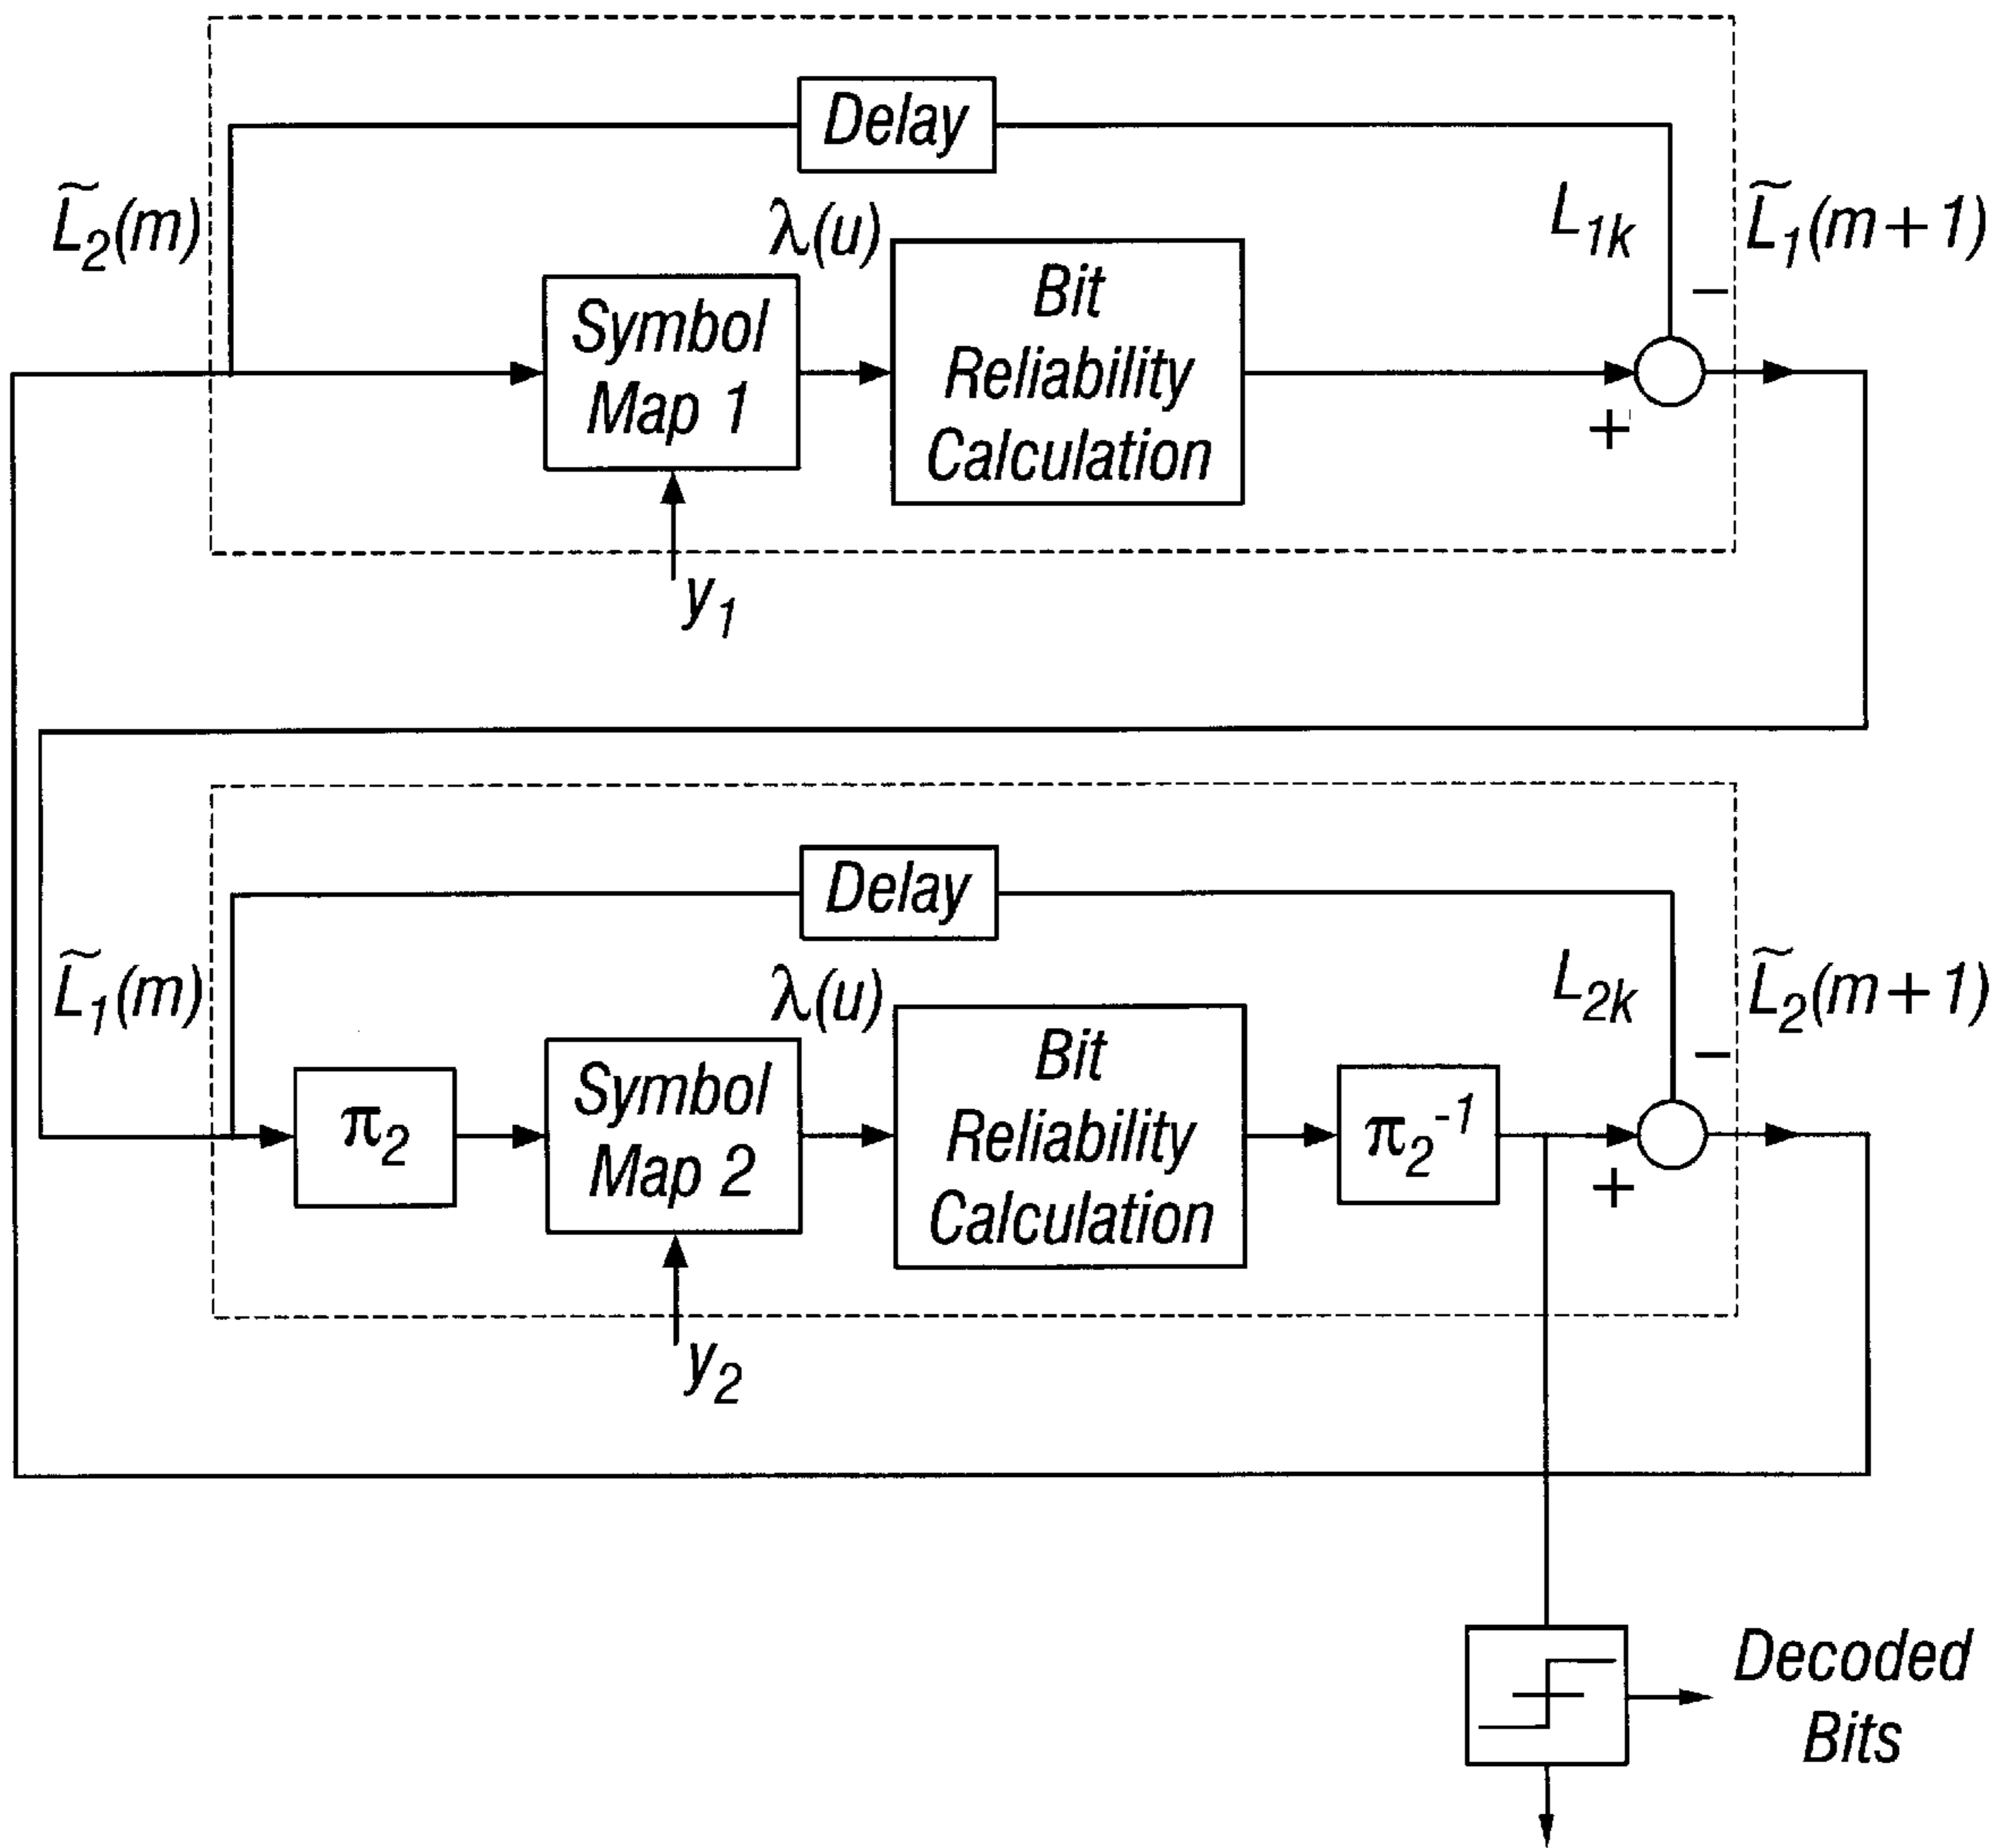 Delay
L̃₂(m)
λ(u)
L₁ₖ
L̃₁(m+1)
−
Symbol
Map 1
Bit
Reliability
Calculation
+
y₁
Delay
L̃₁(m)
λ(u)
L₂ₖ
L̃₂(m+1)
−
π₂
Symbol
Map 2
Bit
Reliability
Calculation
π₂⁻¹
+
y₂
Decoded
Bits